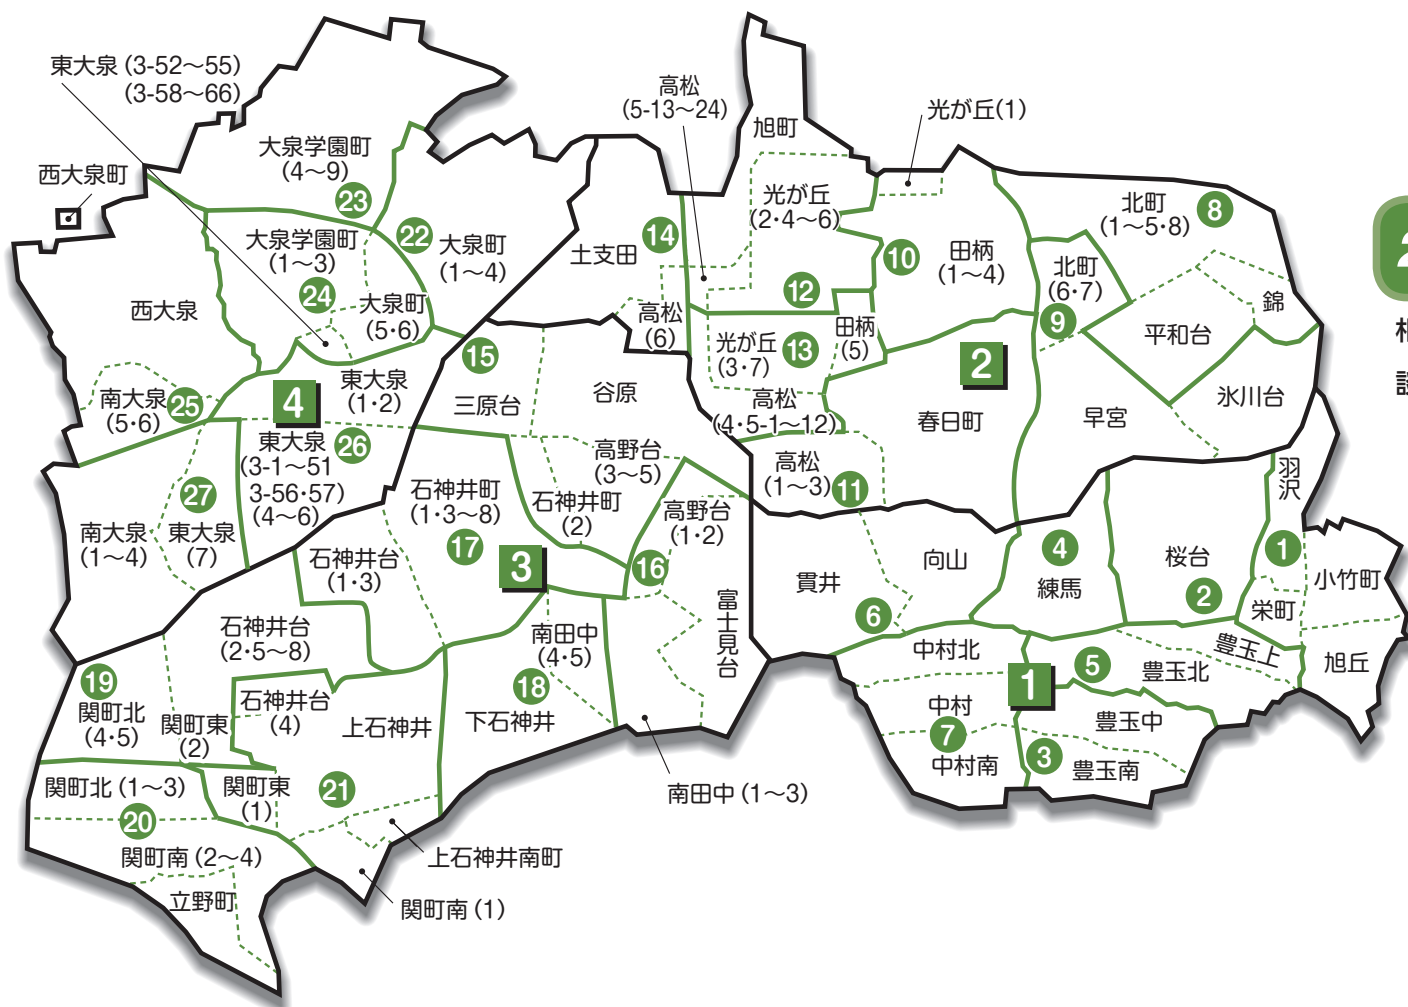 東大泉 (3-52〜55)
(3-58〜66)
高松
(5-13〜24)
旭町
光が丘(1)
西大泉町
大泉学園町
(4〜9)
23
大泉学園町
(1〜3)
24
22
大泉町
(1〜4)
大泉町
(5・6)
西大泉
土支田
14
光が丘
(2・4〜6)
12
10
田柄
(1〜4)
北町
(1〜5・8)
8
北町
(6・7)
9
錦
平和台
氷川台
早宮
2
春日町
高松
(6)
光が丘
(3・7)
13
田柄
(5)
高松
(4・5-1〜12)
高松
(1〜3)
11
15
三原台
谷原
高野台
(3〜5)
南大泉
(5・6)
25
4
東大泉
(1・2)
東大泉
(3-1〜51
3-56・57)
(4〜6)
26
27
南大泉
(1〜4)
東大泉
(7)
石神井町
(1・3〜8)
17
石神井町
(2)
3
高野台
(1・2)
16
富士見台
石神井台
(1・3)
石神井台
(2・5〜8)
南田中
(4・5)
18
下石神井
19
関町北
(4・5)
関町東
(2)
石神井台
(4)
上石神井
関町北 (1〜3)
関町東
(1)
21
20
関町南 (2〜4)
立野町
上石神井南町
関町南 (1)
南田中 (1〜3)
貫井
6
向山
4
練馬
桜台
2
羽沢
1
小竹町
栄町
旭丘
豊玉上
中村北
1
5
豊玉北
中村
7
中村南
豊玉中
3
豊玉南
2